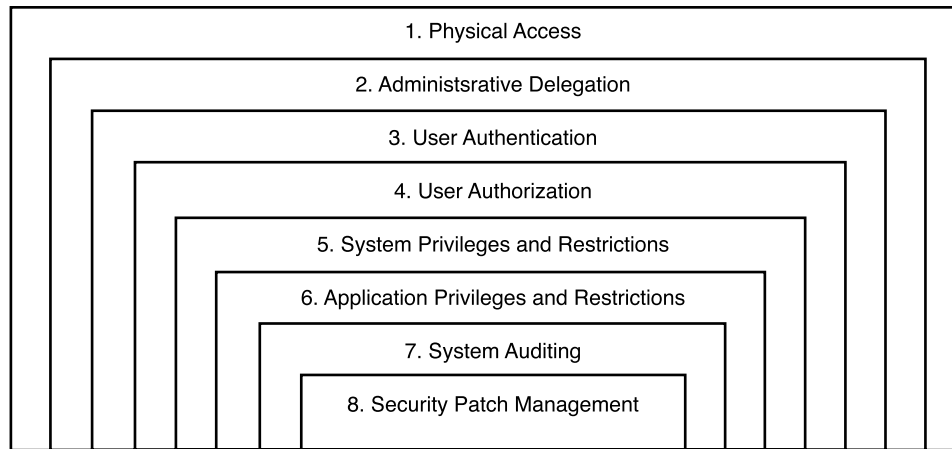 1. Physical Access
2. Administsrative Delegation
3. User Authentication
4. User Authorization
5. System Privileges and Restrictions
6. Application Privileges and Restrictions
7. System Auditing
8. Security Patch Management